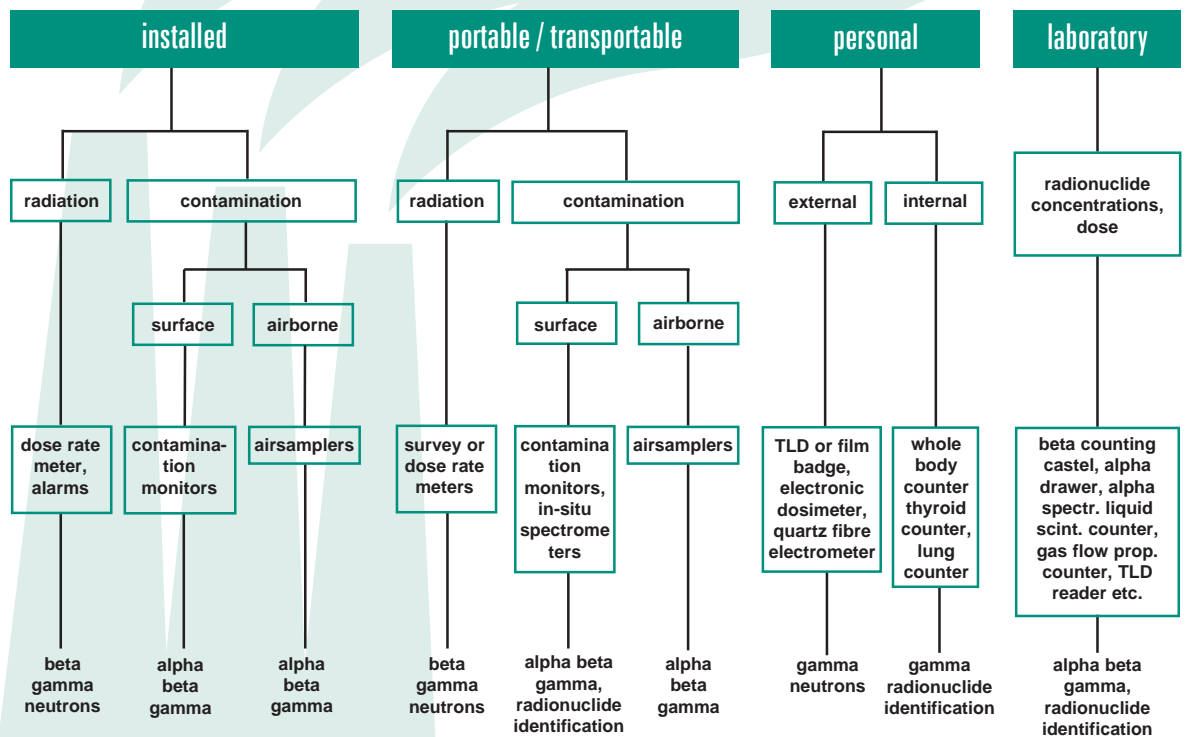 installed
portable / transportable
personal
laboratory
radiation
contamination
radiation
contamination
external
internal
radionuclide
concentrations,
dose
surface
airborne
surface
airborne
dose rate
meter,
alarms
contamina-
tion
monitors
airsamplers
survey or
dose rate
meters
contamina
tion
monitors,
in-situ
spectrome
ters
airsamplers
TLD or film
badge,
electronic
dosimeter,
quartz fibre
electrometer
whole
body
counter
thyroid
counter,
lung
counter
beta counting
castel, alpha
drawer, alpha
spectr. liquid
scint. counter,
gas flow prop.
counter, TLD
reader etc.
beta
gamma
neutrons
alpha
beta
gamma
alpha
beta
gamma
beta
gamma
neutrons
alpha beta
gamma,
radionuclide
identification
alpha
beta
gamma
gamma
neutrons
gamma
radionuclide
identification
alpha beta
gamma,
radionuclide
identification